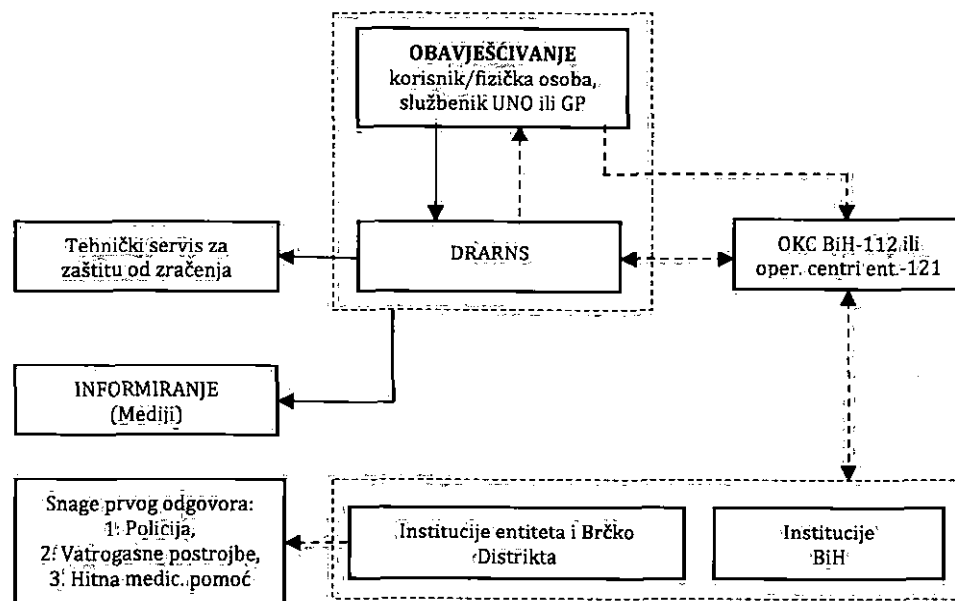 OBAVJEŠĆIVANJE
korisnik/fizička osoba,
službenik UNO ili GP
Tehnički servis za
zaštitu od zračenja
DRARNS
OKC BiH-112 ili
oper. centri ent.-121
INFORMIRANJE
(Mediji)
Snage prvog odgovora:
1. Policija,
2. Vatrogasne postrojbe,
3. Hitna medic. pomoć
Institucije entiteta i Brčko
Distrikta
Institucije
BiH